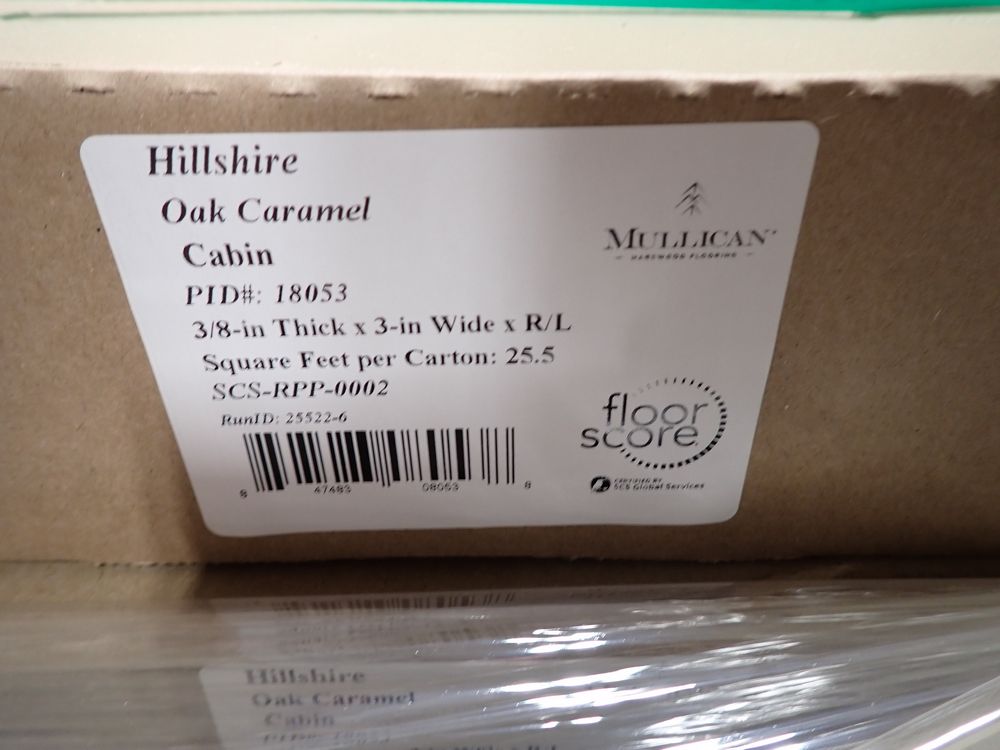 Hillshire
Oak Caramel
Cabin
PID#: 18053
3/8-in Thick x 3-in Wide x R/L
Square Feet per Carton: 25.5
SCS-RPP-0002
RunID: 25522-6
8 47483 08053 8
MULLICAN
HARDWOOD FLOORING
floor
score
CERTIFIED BY
SCS Global Services
Hillshire
Oak Caramel
Cabin
PID#: 18053